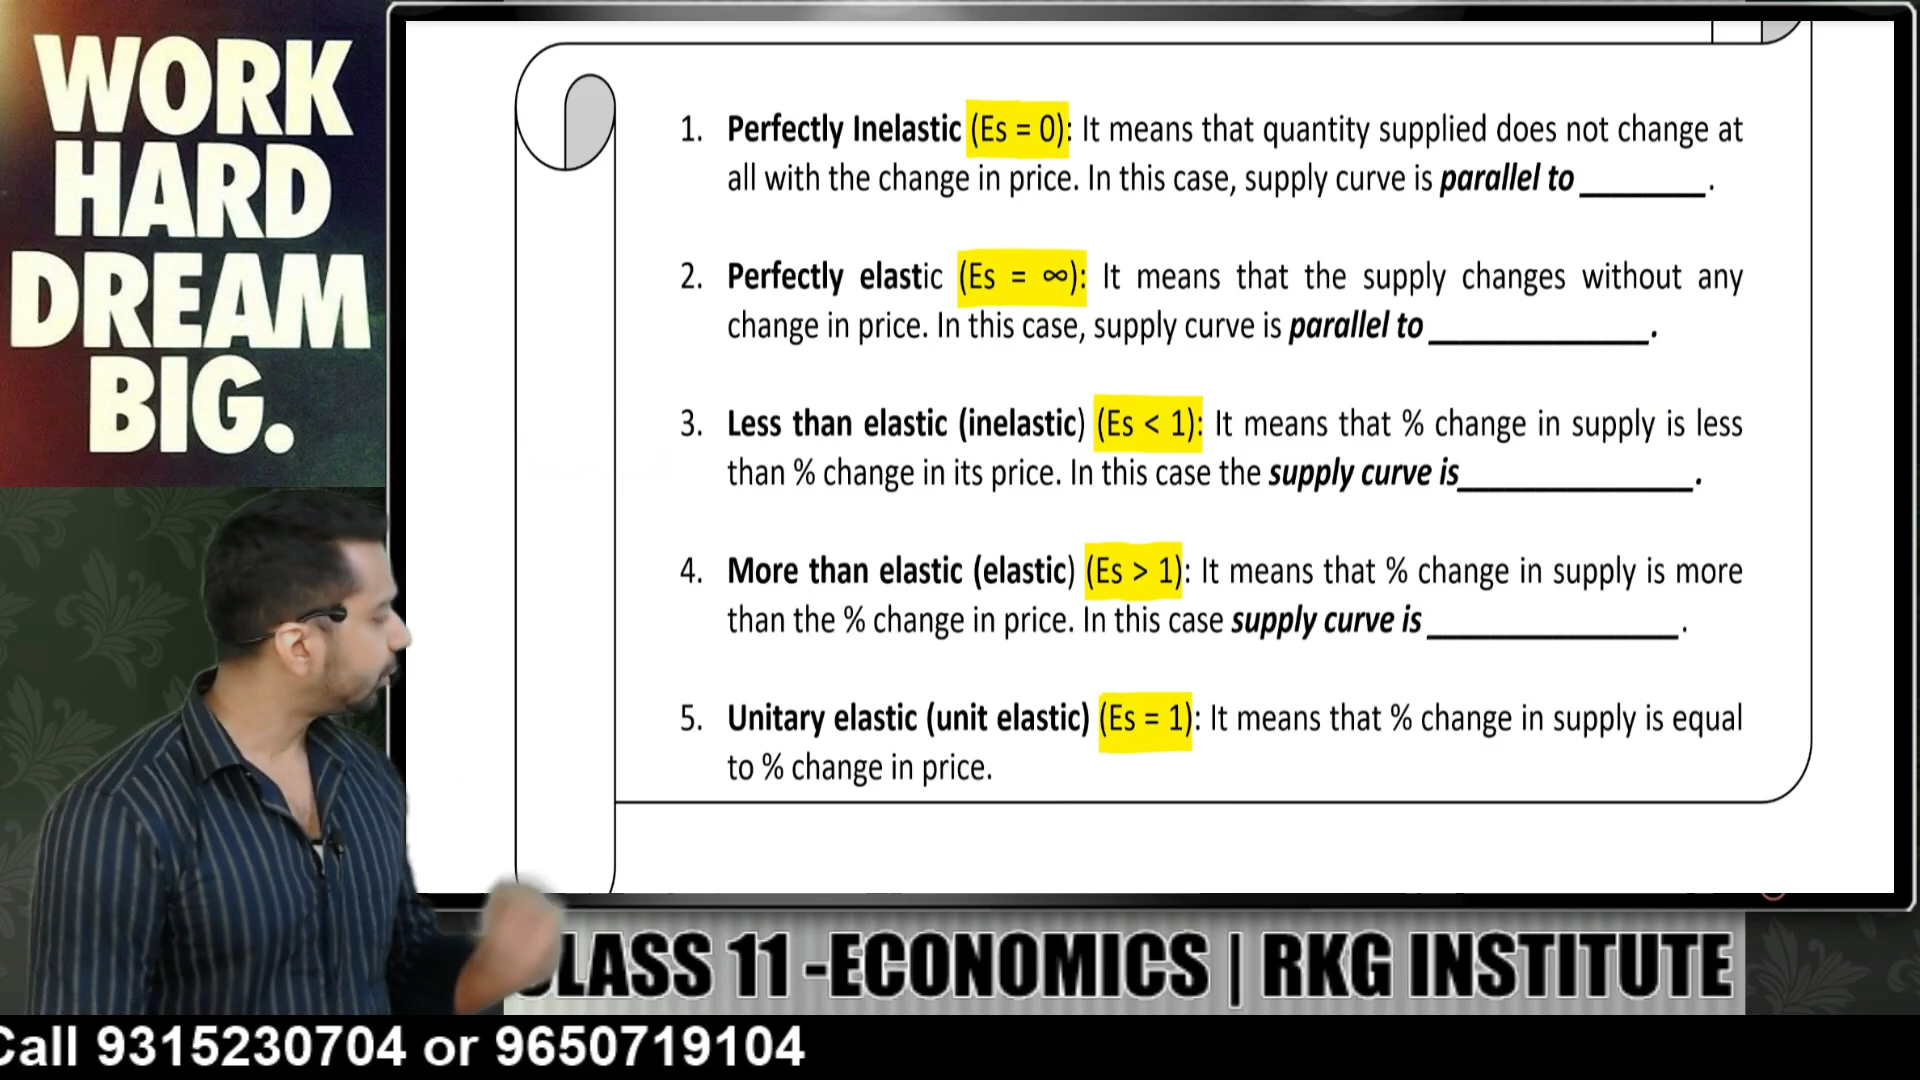 WORK
HARD
DREAM
BIG.
1. Perfectly Inelastic (Es = 0): It means that quantity supplied does not change at
all with the change in price. In this case, supply curve is parallel to ________.
2. Perfectly elastic (Es = ∞): It means that the supply changes without any
change in price. In this case, supply curve is parallel to ______________.
3. Less than elastic (inelastic) (Es < 1): It means that % change in supply is less
than % change in its price. In this case the supply curve is_______________.
4. More than elastic (elastic) (Es > 1): It means that % change in supply is more
than the % change in price. In this case supply curve is ________________.
5. Unitary elastic (unit elastic) (Es = 1): It means that % change in supply is equal
to % change in price.
CLASS 11 -ECONOMICS | RKG INSTITUTE
Call 9315230704 or 9650719104